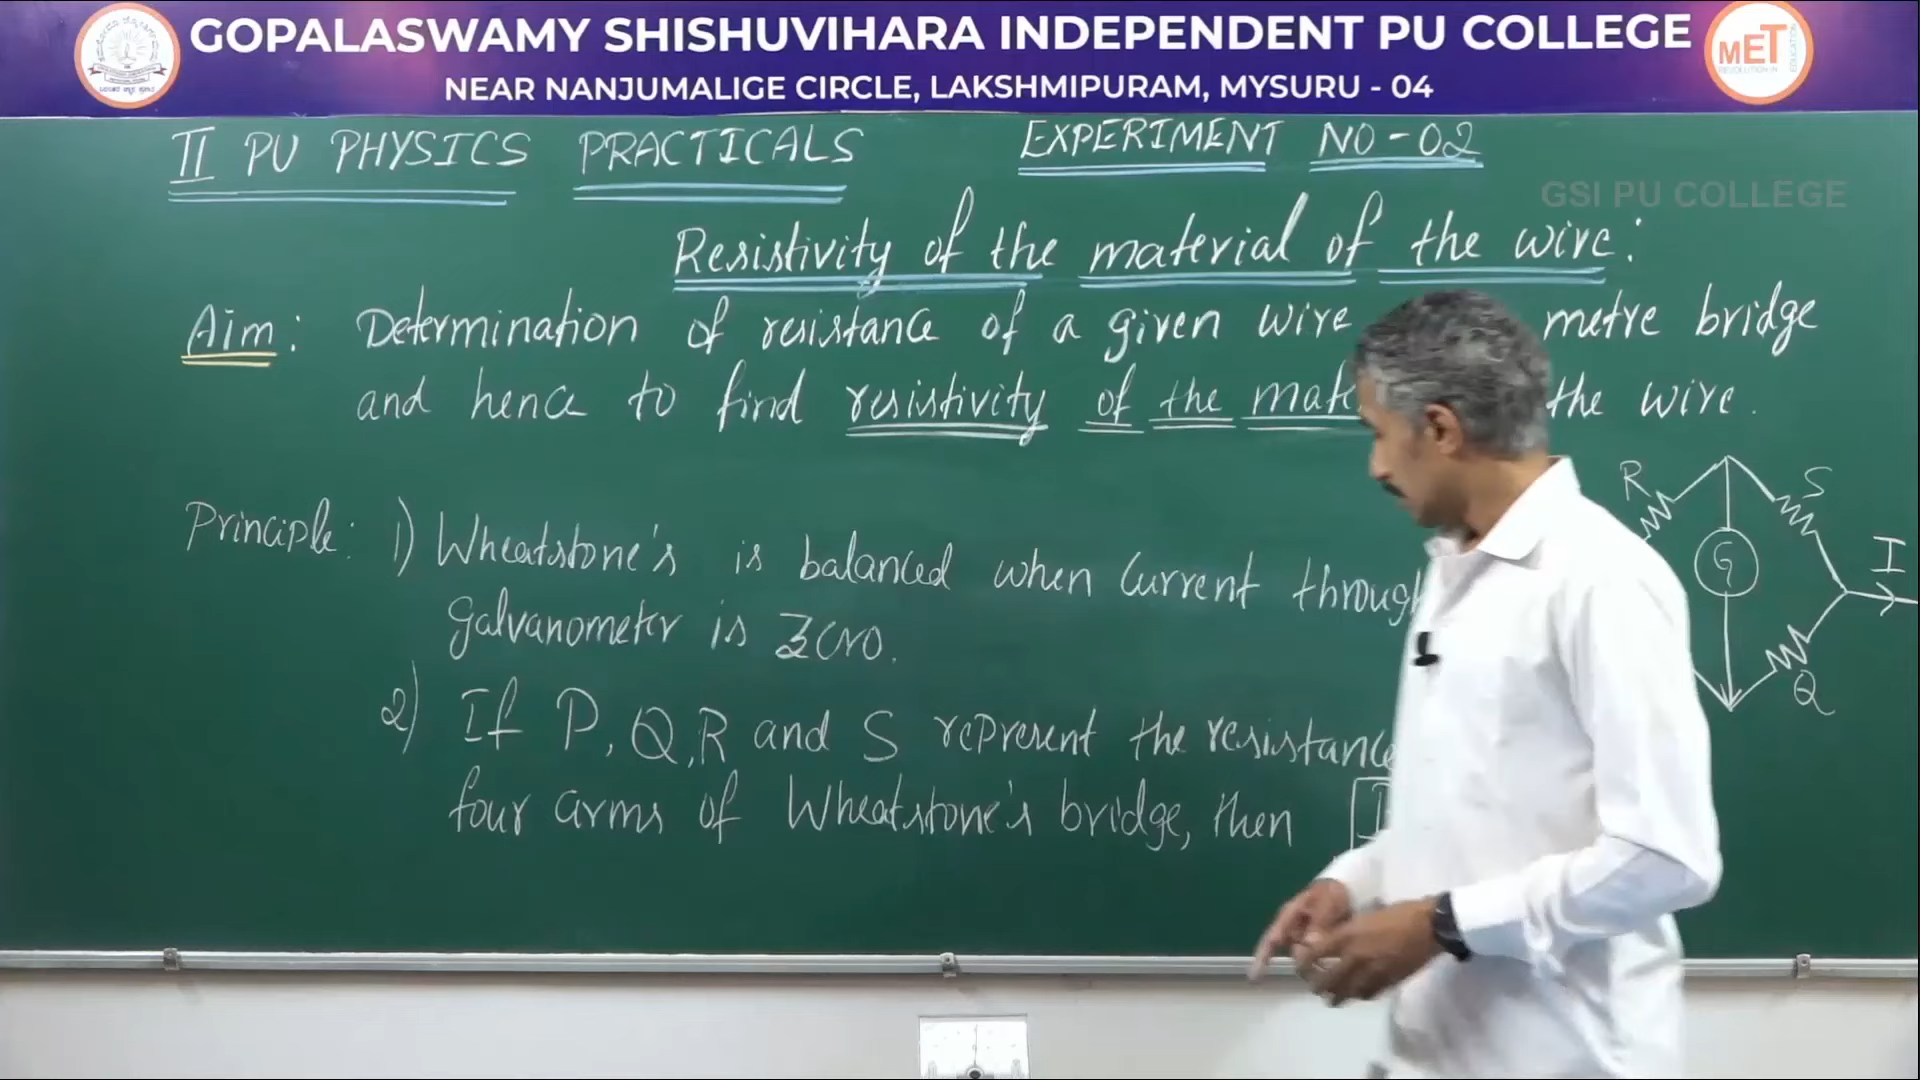 GOPALASWAMY SHISHUVIHARA INDEPENDENT PU COLLEGE
MET
NEAR NANJUMALIGE CIRCLE, LAKSHMIPURAM, MYSURU - 04
II PU PHYSICS PRACTICALS EXPERIMENT NO-02
GSI PU COLLEGE
Resistivity of the material of the wire:
Aim: Determination of resistance of a given wire metre bridge
and hence to find resistivity of the mate the wire.
R S
G I
Q
Principle: 1) Wheatstone's is balanced when current through
galvanometer is zero.
2) If P, Q, R and S represent the resistance
four arms of Wheatstone's bridge, then